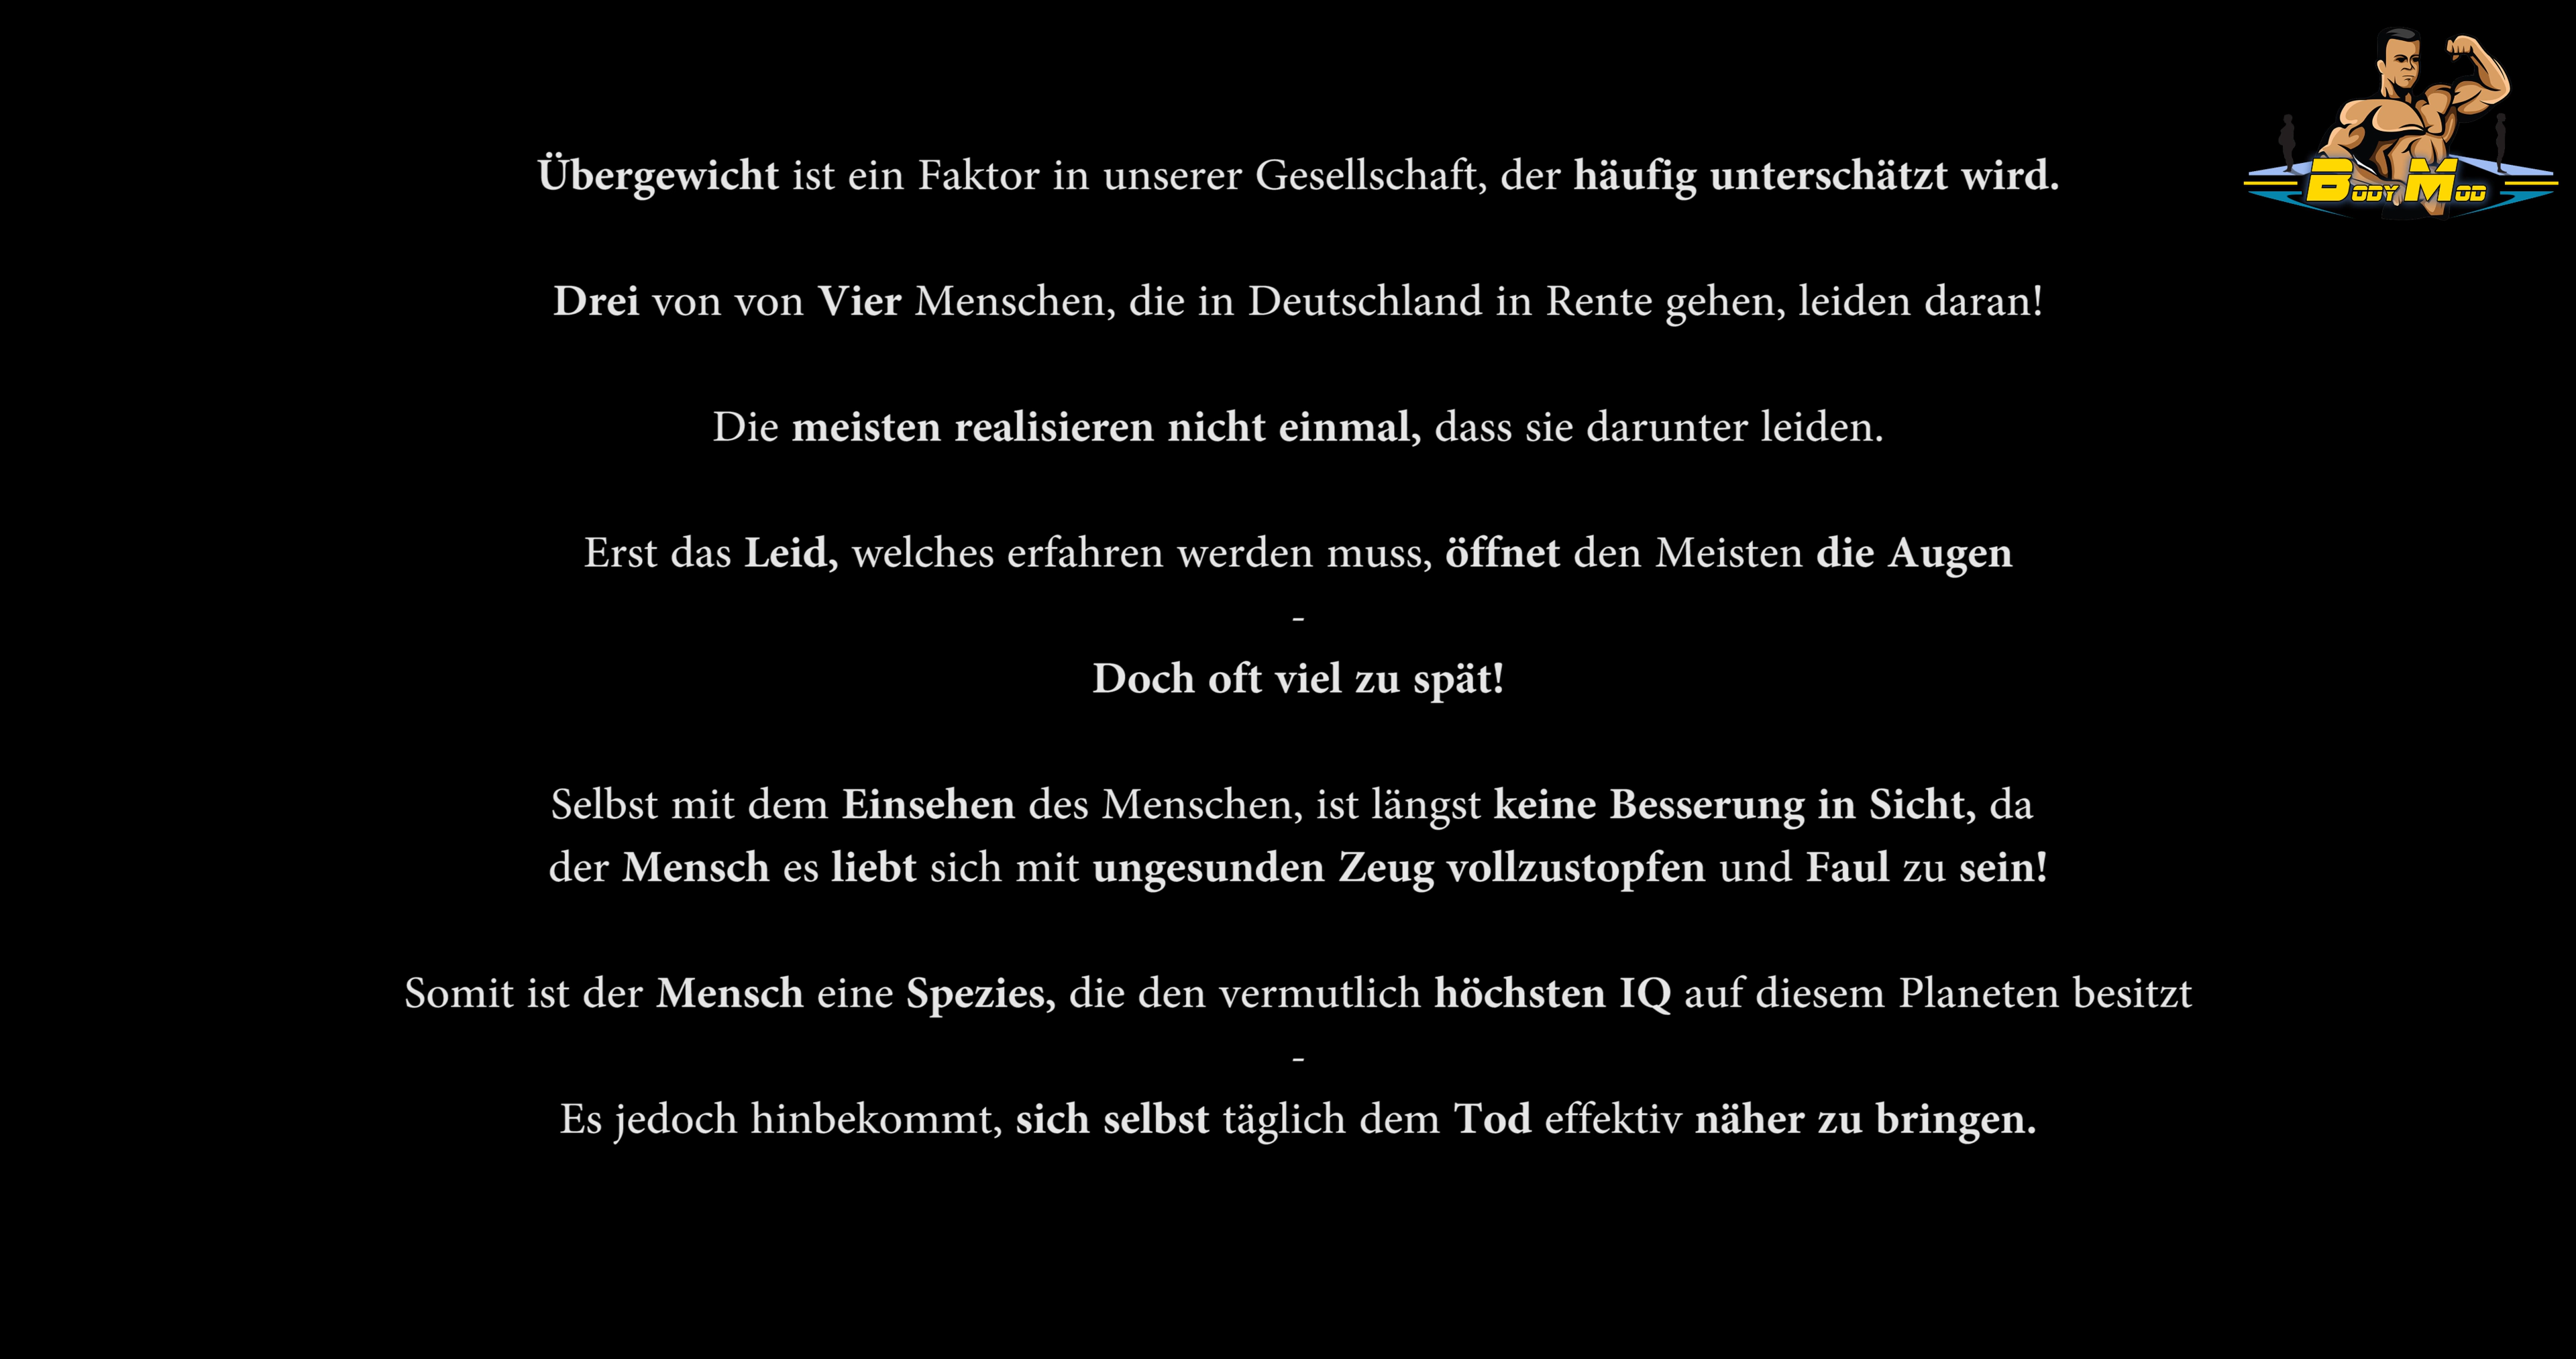 Übergewicht ist ein Faktor in unserer Gesellschaft, der häufig unterschätzt wird.
Drei von von Vier Menschen, die in Deutschland in Rente gehen, leiden daran!
Die meisten realisieren nicht einmal, dass sie darunter leiden.
Erst das Leid, welches erfahren werden muss, öffnet den Meisten die Augen
-
Doch oft viel zu spät!
Selbst mit dem Einsehen des Menschen, ist längst keine Besserung in Sicht, da
der Mensch es liebt sich mit ungesunden Zeug vollzustopfen und Faul zu sein!
Somit ist der Mensch eine Spezies, die den vermutlich höchsten IQ auf diesem Planeten besitzt
-
Es jedoch hinbekommt, sich selbst täglich dem Tod effektiv näher zu bringen.
Body Mod